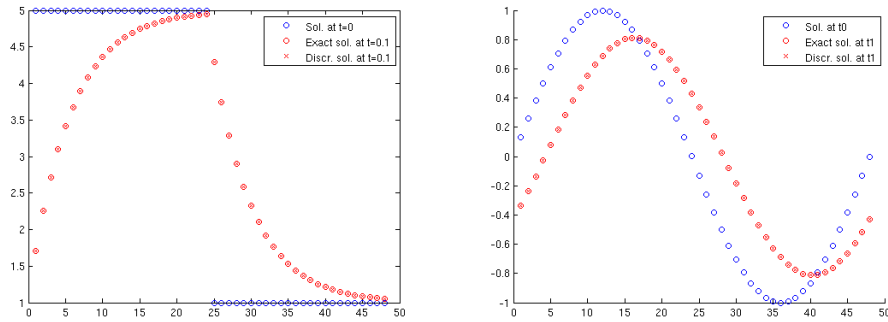 5
4.5
4
3.5
3
2.5
2
1.5
1
0 5 10 15 20 25 30 35 40 45 50
Sol. at t=0
Exact sol. at t=0.1
Discr. sol. at t=0.1
1
0.8
0.6
0.4
0.2
0
-0.2
-0.4
-0.6
-0.8
-1
0 5 10 15 20 25 30 35 40 45 50
Sol. at t0
Exact sol. at t1
Discr. sol. at t1